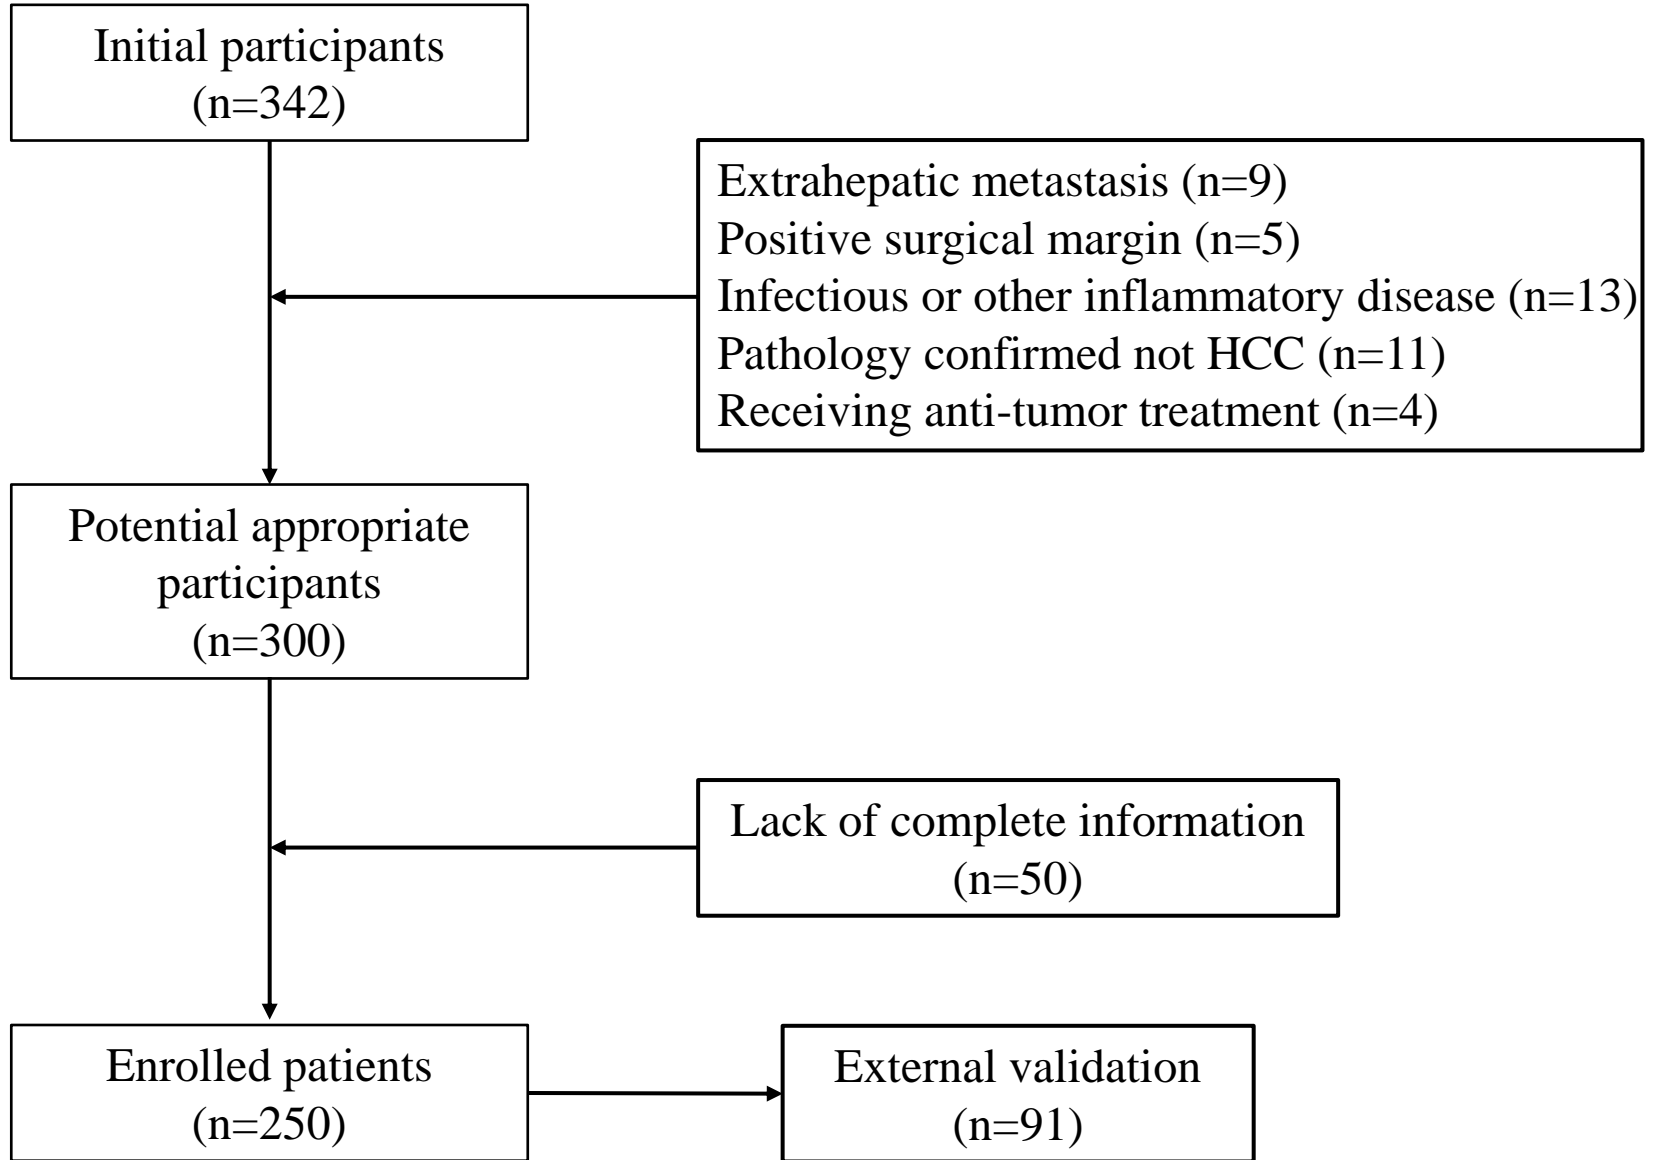 Initial participants
(n=342)
Extrahepatic metastasis (n=9)
Positive surgical margin (n=5)
Infectious or other inflammatory disease (n=13)
Pathology confirmed not HCC (n=11)
Receiving anti-tumor treatment (n=4)
Potential appropriate
participants
(n=300)
Lack of complete information
(n=50)
Enrolled patients
(n=250)
External validation
(n=91)